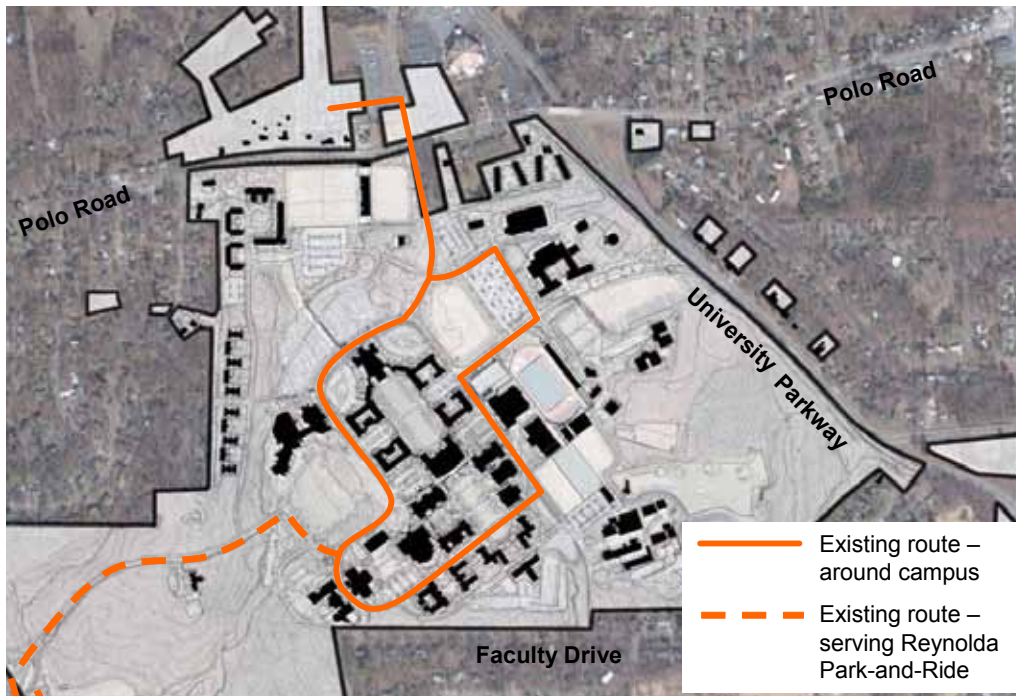 Polo Road
Polo Road
University Parkway
Faculty Drive
Existing route –
around campus
Existing route –
serving Reynolda
Park-and-Ride